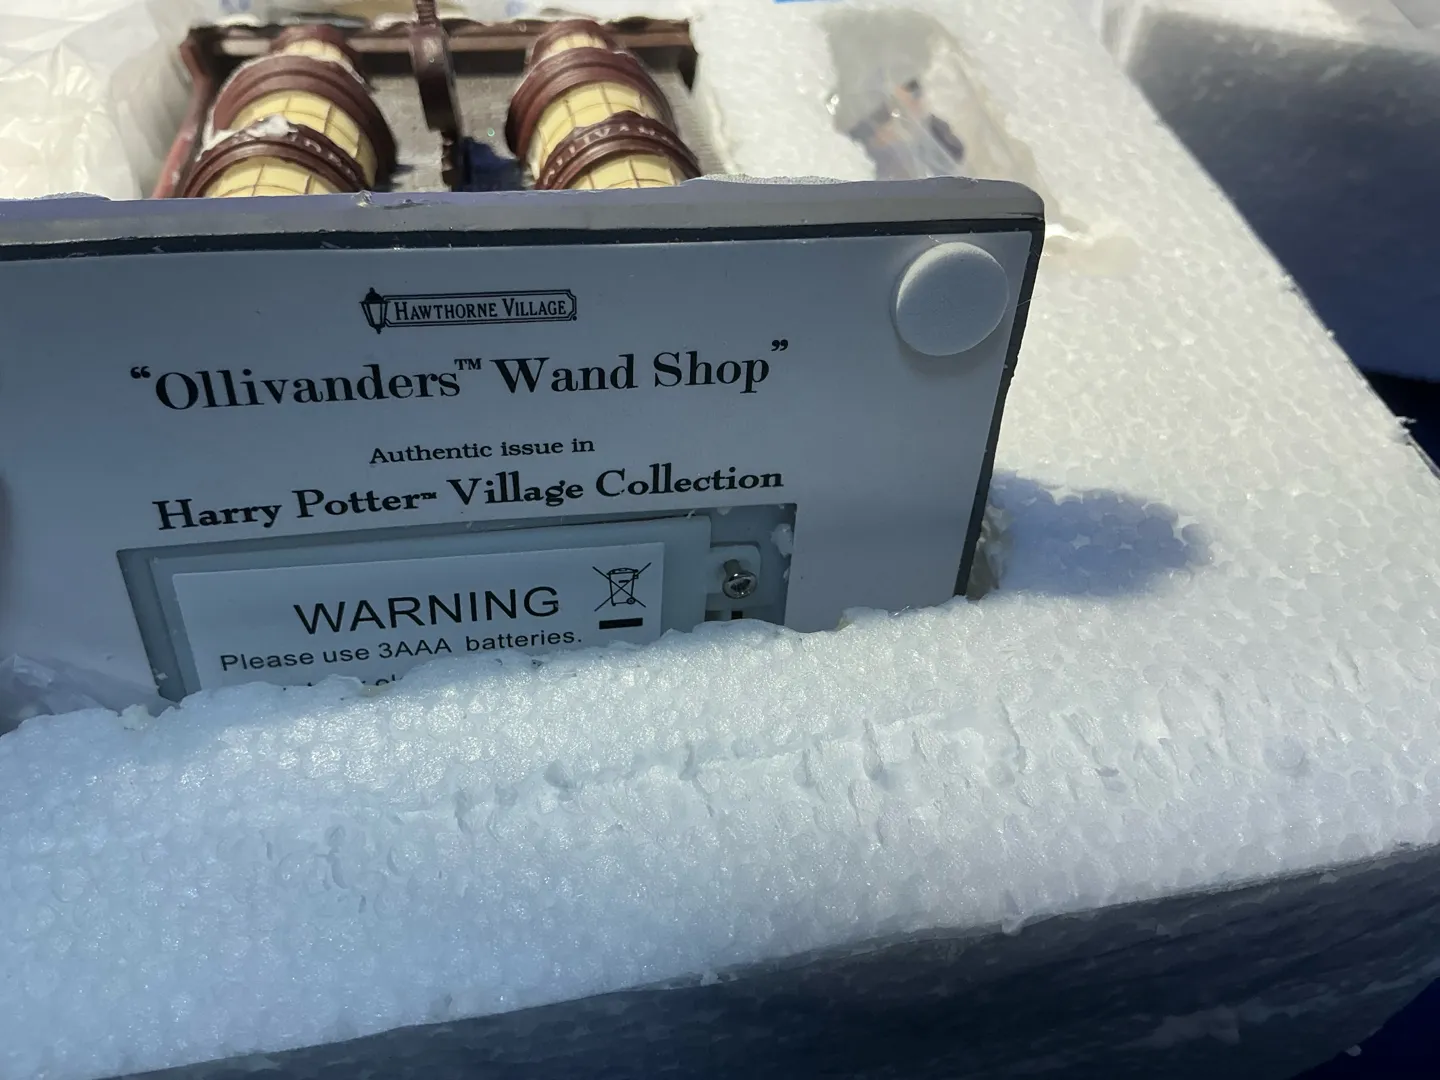 HAWTHORNE VILLAGE
“Ollivanders™ Wand Shop”
Authentic issue in
Harry Potter™ Village Collection
WARNING
Please use 3AAA batteries.